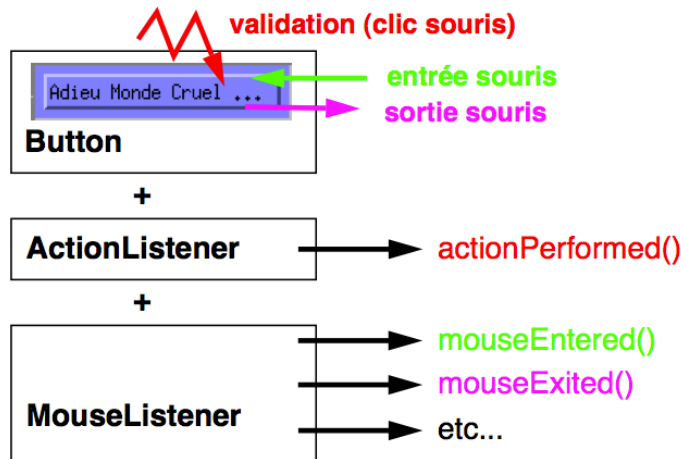 validation (clic souris)
entrée souris
Adieu Monde Cruel ...
sortie souris
Button
+
ActionListener
actionPerformed()
+
mouseEntered()
mouseExited()
MouseListener
etc...